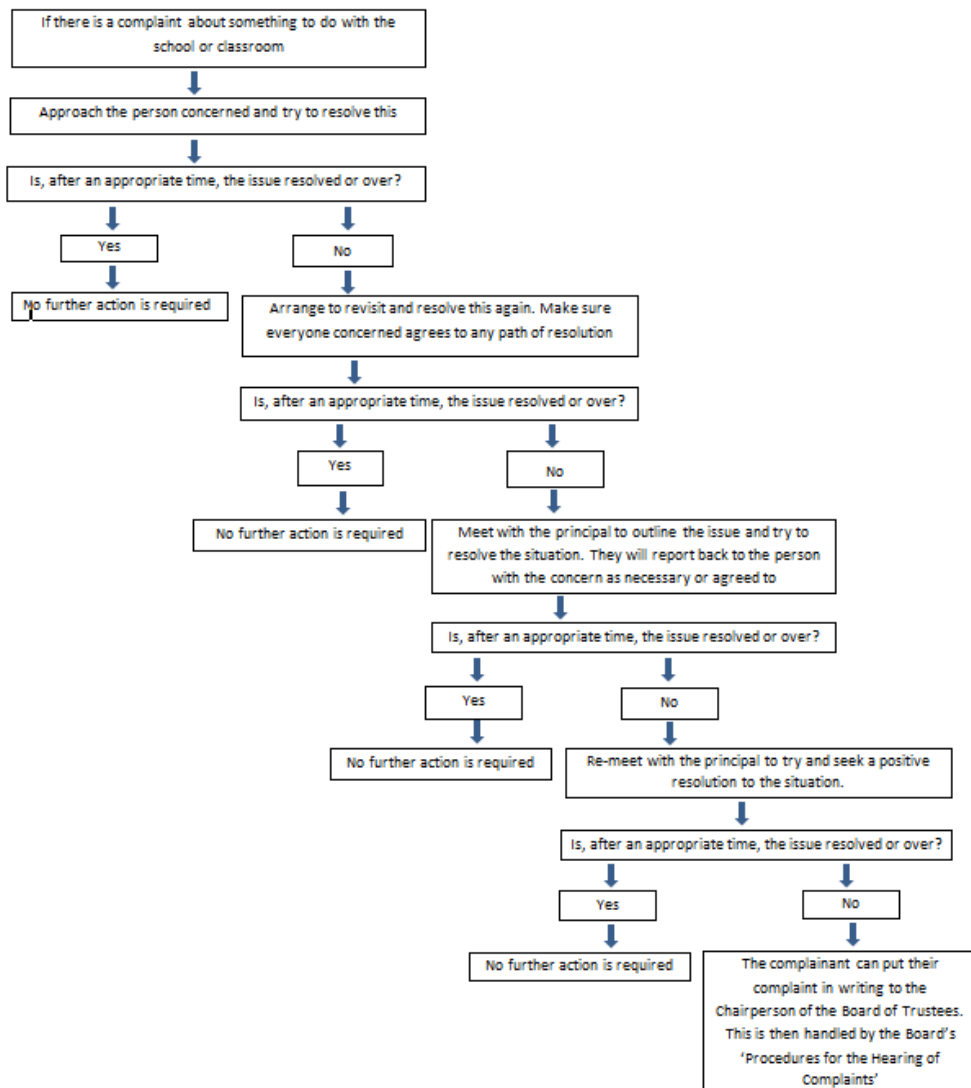 If there is a complaint about something to do with the
school or classroom
Approach the person concerned and try to resolve this
Is, after an appropriate time, the issue resolved or over?
Yes
No
No further action is required
Arrange to revisit and resolve this again. Make sure
everyone concerned agrees to any path of resolution
Is, after an appropriate time, the issue resolved or over?
Yes
No
No further action is required
Meet with the principal to outline the issue and try to
resolve the situation. They will report back to the person
with the concern as necessary or agreed to
Is, after an appropriate time, the issue resolved or over?
Yes
No
No further action is required
Re-meet with the principal to try and seek a positive
resolution to the situation.
Is, after an appropriate time, the issue resolved or over?
Yes
No
No further action is required
The complainant can put their
complaint in writing to the
Chairperson of the Board of Trustees.
This is then handled by the Board's
'Procedures for the Hearing of
Complaints'